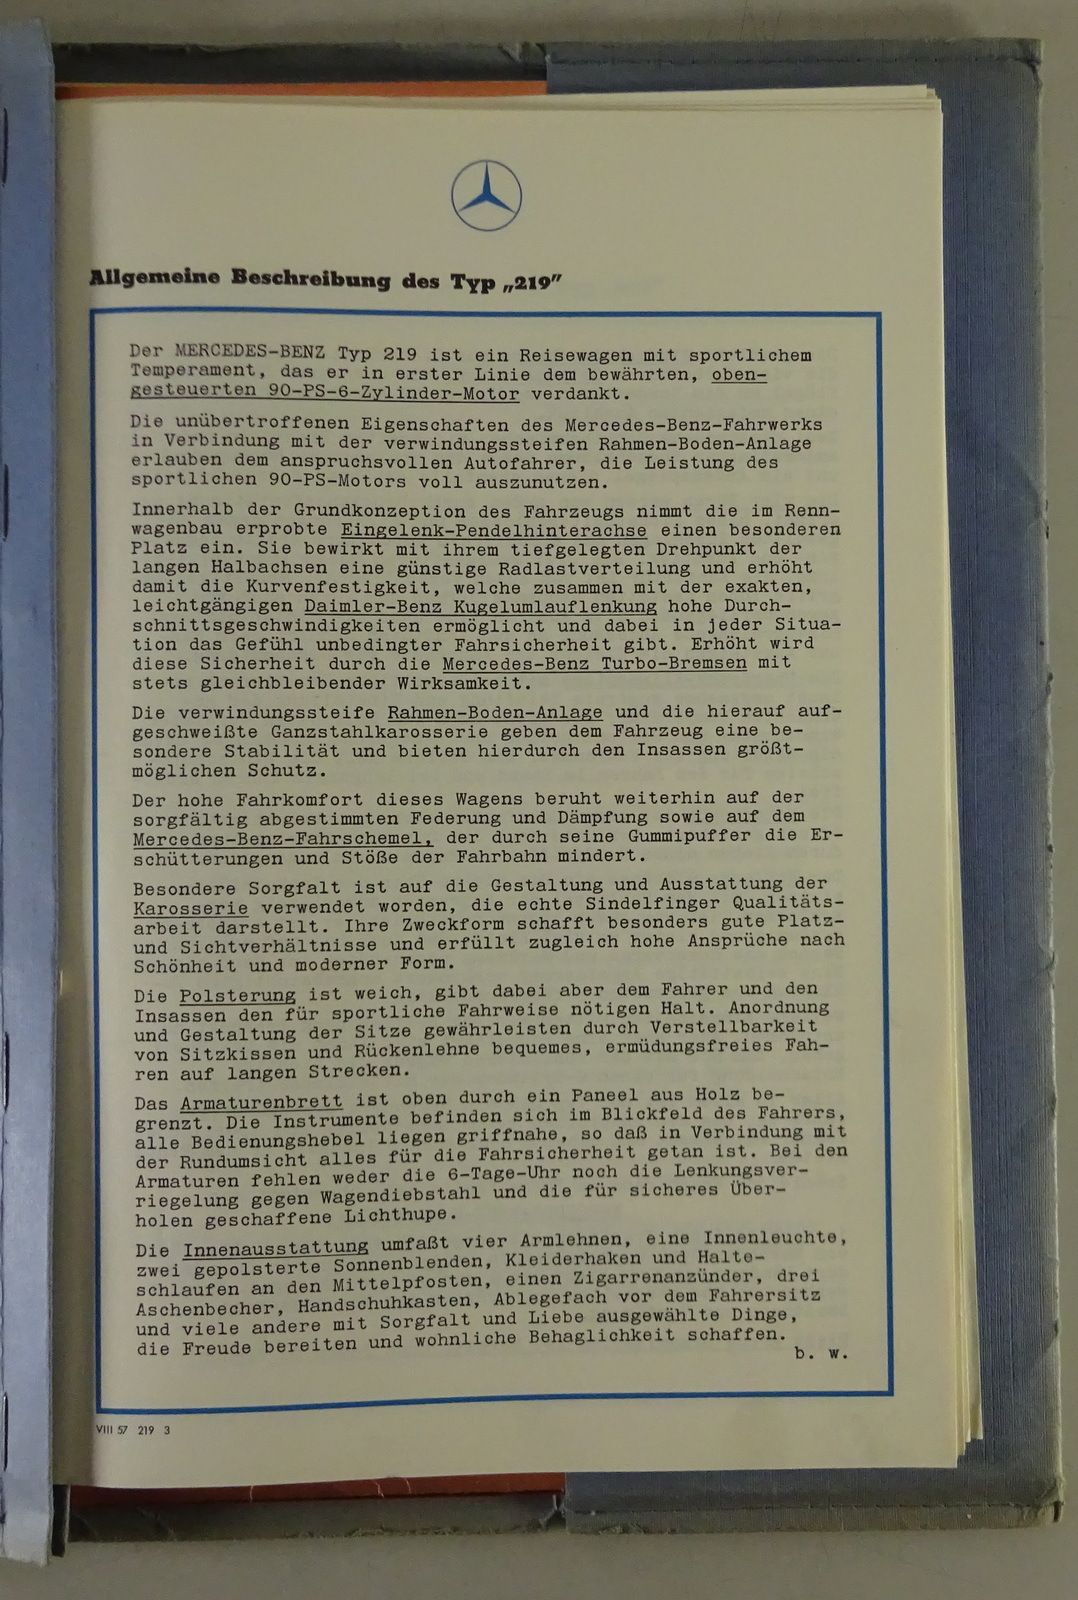 Allgemeine Beschreibung des Typ „219"
Der MERCEDES-BENZ Typ 219 ist ein Reisewagen mit sportlichem
Temperament, das er in erster Linie dem bewährten, oben-
gesteuerten 90-PS-6-Zylinder-Motor verdankt.
Die unübertroffenen Eigenschaften des Mercedes-Benz-Fahrwerks
in Verbindung mit der verwindungssteifen Rahmen-Boden-Anlage
erlauben dem anspruchsvollen Autofahrer, die Leistung des
sportlichen 90-PS-Motors voll auszunutzen.
Innerhalb der Grundkonzeption des Fahrzeugs nimmt die im Renn-
wagenbau erprobte Eingelenk-Pendelhinterachse einen besonderen
Platz ein. Sie bewirkt mit ihrem tiefgelegten Drehpunkt der
langen Halbachsen eine günstige Radlastverteilung und erhöht
damit die Kurvenfestigkeit, welche zusammen mit der exakten,
leichtgängigen Daimler-Benz Kugelumlauflenkung hohe Durch-
schnittsgeschwindigkeiten ermöglicht und dabei in jeder Situa-
tion das Gefühl unbedingter Fahrsicherheit gibt. Erhöht wird
diese Sicherheit durch die Mercedes-Benz Turbo-Bremsen mit
stets gleichbleibender Wirksamkeit.
Die verwindungssteife Rahmen-Boden-Anlage und die hierauf auf-
geschweißte Ganzstahlkarosserie geben dem Fahrzeug eine be-
sondere Stabilität und bieten hierdurch den Insassen größt-
möglichen Schutz.
Der hohe Fahrkomfort dieses Wagens beruht weiterhin auf der
sorgfältig abgestimmten Federung und Dämpfung sowie auf dem
Mercedes-Benz-Fahrschemel, der durch seine Gummipuffer die Er-
schütterungen und Stöße der Fahrbahn mindert.
Besondere Sorgfalt ist auf die Gestaltung und Ausstattung der
Karosserie verwendet worden, die echte Sindelfinger Qualitäts-
arbeit darstellt. Ihre Zweckform schafft besonders gute Platz-
und Sichtverhältnisse und erfüllt zugleich hohe Ansprüche nach
Schönheit und moderner Form.
Die Polsterung ist weich, gibt dabei aber dem Fahrer und den
Insassen den für sportliche Fahrweise nötigen Halt. Anordnung
und Gestaltung der Sitze gewährleisten durch Verstellbarkeit
von Sitzkissen und Rückenlehne bequemes, ermüdungsfreies Fah-
ren auf langen Strecken.
Das Armaturenbrett ist oben durch ein Paneel aus Holz be-
grenzt. Die Instrumente befinden sich im Blickfeld des Fahrers,
alle Bedienungshebel liegen griffnahe, so daß in Verbindung mit
der Rundumsicht alles für die Fahrsicherheit getan ist. Bei den
Armaturen fehlen weder die 6-Tage-Uhr noch die Lenkungsver-
riegelung gegen Wagendiebstahl und die für sicheres Über-
holen geschaffene Lichthupe.
Die Innenausstattung umfaßt vier Armlehnen, eine Innenleuchte,
zwei gepolsterte Sonnenblenden, Kleiderhaken und Halte-
schlaufen an den Mittelpfosten, einen Zigarrenanzünder, drei
Aschenbecher, Handschuhkasten, Ablegefach vor dem Fahrersitz
und viele andere mit Sorgfalt und Liebe ausgewählte Dinge,
die Freude bereiten und wohnliche Behaglichkeit schaffen.
b. w.
VIII 57 219 3